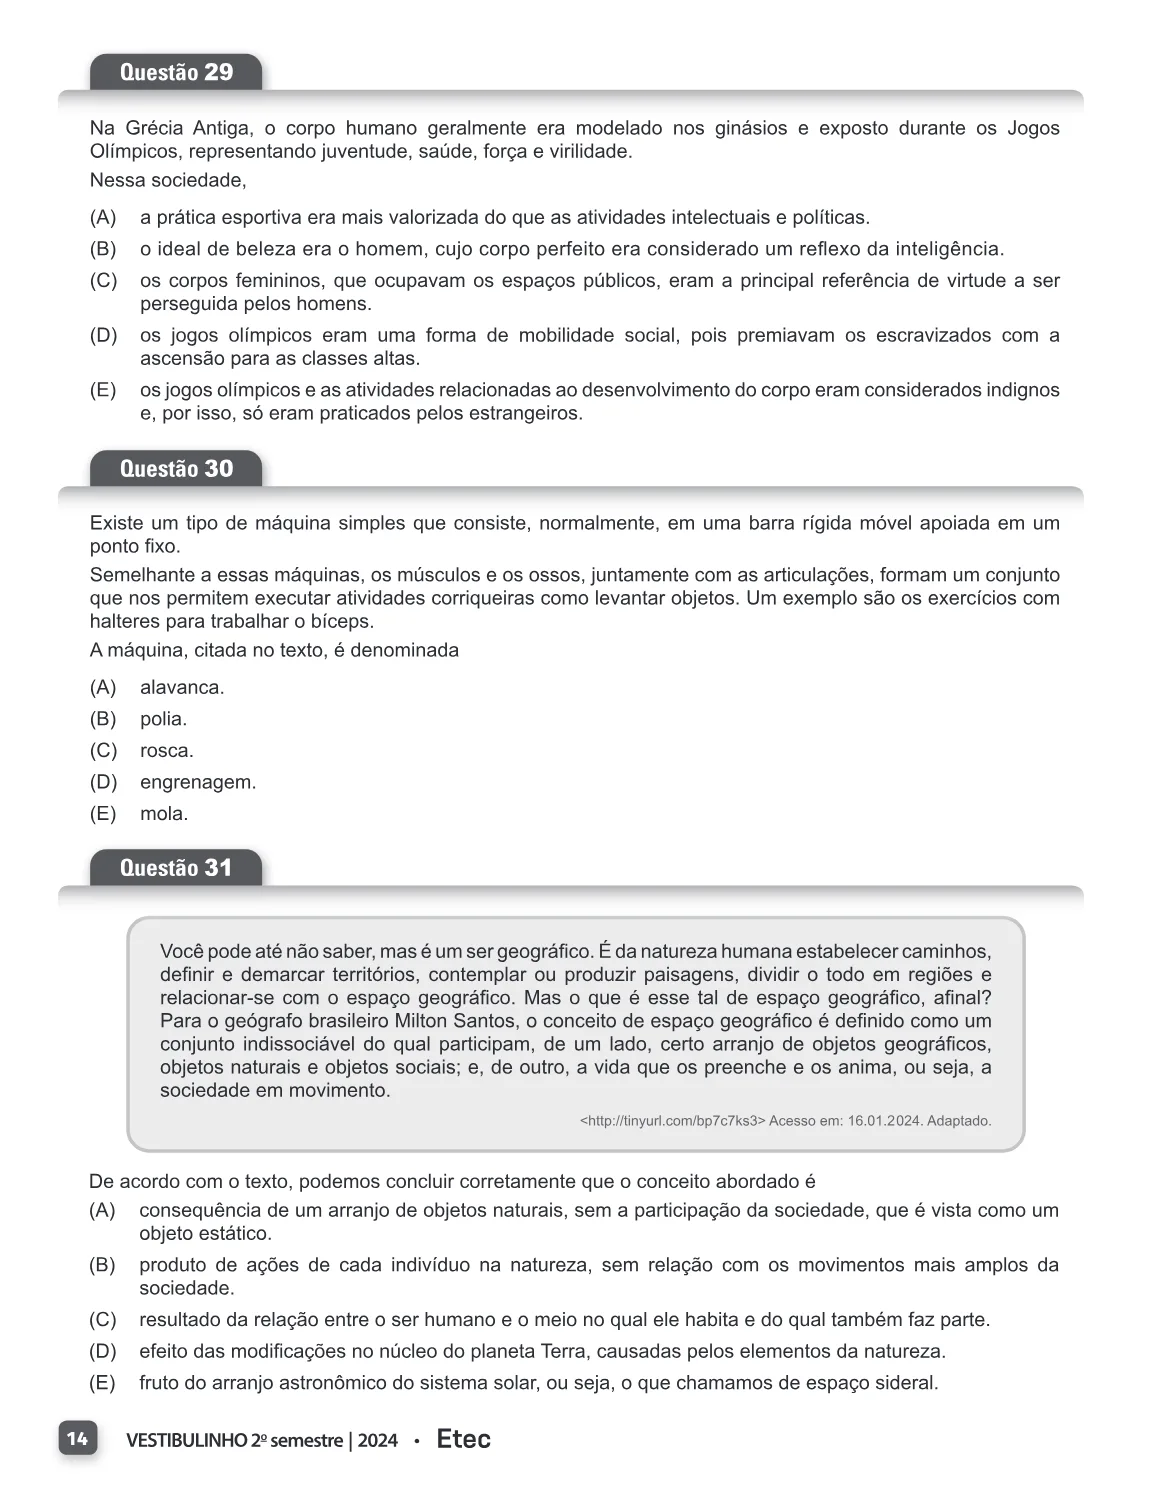 Questão 29
Na Grécia Antiga, o corpo humano geralmente era modelado nos ginásios e exposto durante os Jogos
Olímpicos, representando juventude, saúde, força e virilidade.
Nessa sociedade,
(A) a prática esportiva era mais valorizada do que as atividades intelectuais e políticas.
(B) o ideal de beleza era o homem, cujo corpo perfeito era considerado um reflexo da inteligência.
(C) os corpos femininos, que ocupavam os espaços públicos, eram a principal referência de virtude a ser
perseguida pelos homens.
(D) os jogos olímpicos eram uma forma de mobilidade social, pois premiavam os escravizados com a
ascensão para as classes altas.
(E) os jogos olímpicos e as atividades relacionadas ao desenvolvimento do corpo eram considerados indignos
e, por isso, só eram praticados pelos estrangeiros.
Questão 30
Existe um tipo de máquina simples que consiste, normalmente, em uma barra rígida móvel apoiada em um
ponto fixo.
Semelhante a essas máquinas, os músculos e os ossos, juntamente com as articulações, formam um conjunto
que nos permitem executar atividades corriqueiras como levantar objetos. Um exemplo são os exercícios com
halteres para trabalhar o bíceps.
A máquina, citada no texto, é denominada
(A) alavanca.
(B) polia.
(C) rosca.
(D) engrenagem.
(E) mola.
Questão 31
Você pode até não saber, mas é um ser geográfico. É da natureza humana estabelecer caminhos,
definir e demarcar territórios, contemplar ou produzir paisagens, dividir o todo em regiões e
relacionar-se com o espaço geográfico. Mas o que é esse tal de espaço geográfico, afinal?
Para o geógrafo brasileiro Milton Santos, o conceito de espaço geográfico é definido como um
conjunto indissociável do qual participam, de um lado, certo arranjo de objetos geográficos,
objetos naturais e objetos sociais; e, de outro, a vida que os preenche e os anima, ou seja, a
sociedade em movimento.
<http://tinyurl.com/bp7c7ks3> Acesso em: 16.01.2024. Adaptado.
De acordo com o texto, podemos concluir corretamente que o conceito abordado é
(A) consequência de um arranjo de objetos naturais, sem a participação da sociedade, que é vista como um
objeto estático.
(B) produto de ações de cada indivíduo na natureza, sem relação com os movimentos mais amplos da
sociedade.
(C) resultado da relação entre o ser humano e o meio no qual ele habita e do qual também faz parte.
(D) efeito das modificações no núcleo do planeta Terra, causadas pelos elementos da natureza.
(E) fruto do arranjo astronômico do sistema solar, ou seja, o que chamamos de espaço sideral.
14 VESTIBULINHO 2º semestre | 2024 • Etec